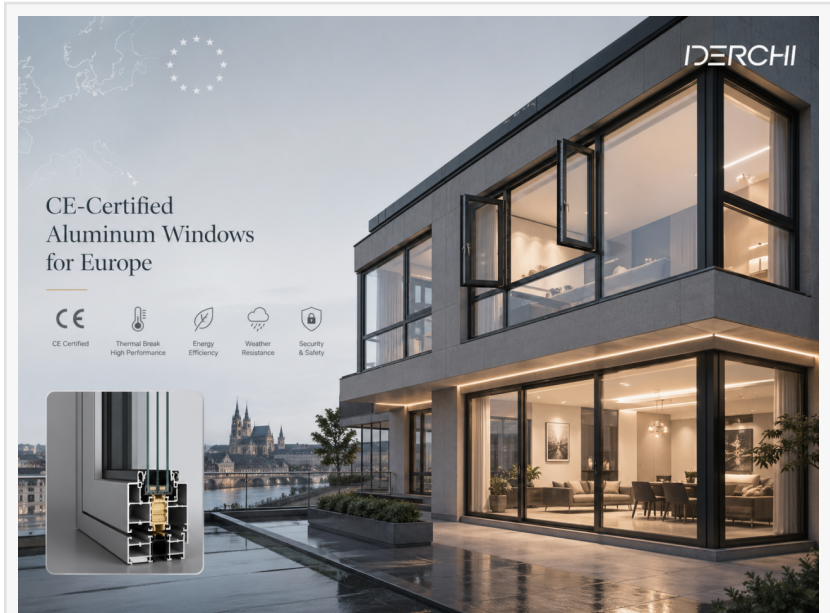 IDERCHI
CE-Certified
Aluminum Windows
for Europe
CE
CE Certified
Thermal Break
High Performance
Energy
Efficiency
Weather
Resistance
Security
& Safety